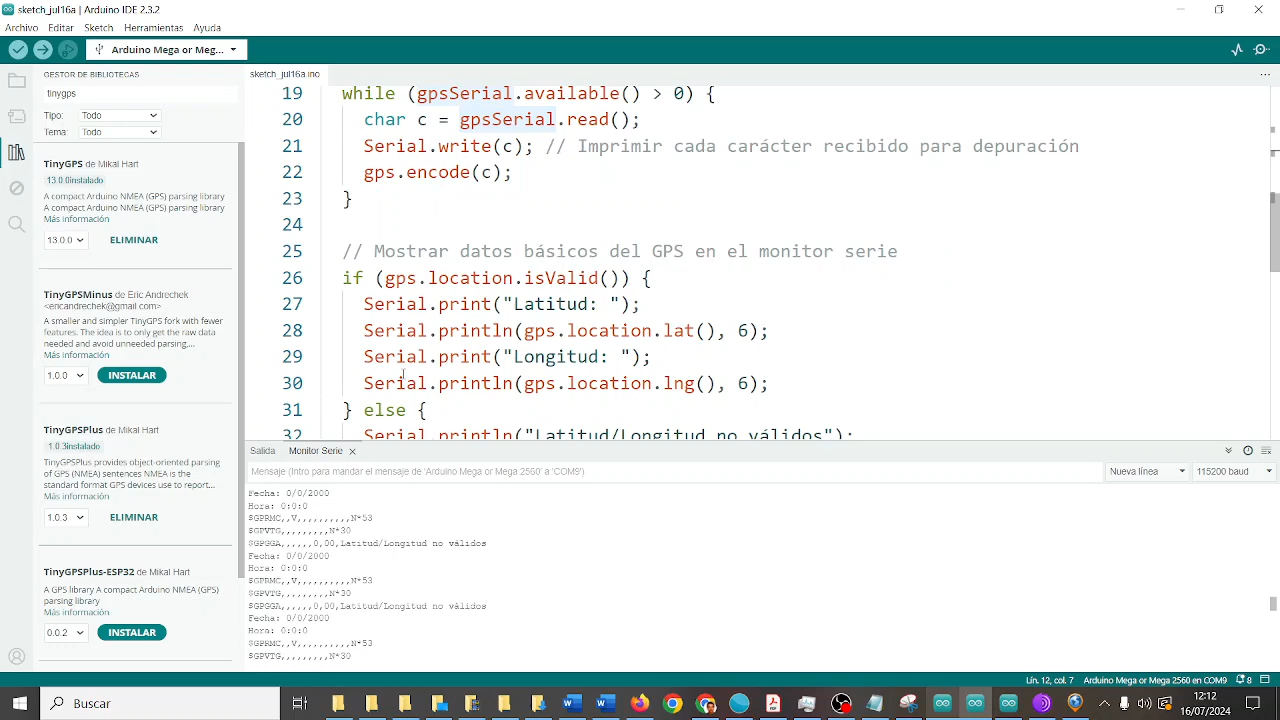 sketch_jul16a | Arduino IDE 2.3.2
Archivo Editar Sketch Herramientas Ayuda
Arduino Mega or Meg...
GESTOR DE BIBLIOTECAS
tinygps
Tipo: Todo
Tema: Todo
TinyGPS de Mikal Hart
13.0.0instalado
A compact Arduino NMEA (GPS) parsing library
A compact Arduino NMEA (GPS) parsing library
Más información
13.0.0 ELIMINAR
TinyGPSMinus de Eric Andrechek
<ericandrechek@gmail.com>
A smaller and simpler TinyGPS fork with fewer
features. The idea is to only get the raw data
needed and avoid unneeded parsing,...
Más información
1.0.0 INSTALAR
TinyGPSPlus de Mikal Hart
1.0.3instalado
TinyGPSPlus provides object-oriented parsing
of GPS (NMEA) sentences NMEA is the
standard format GPS devices use to report...
Más información
1.0.3 ELIMINAR
TinyGPSPlus-ESP32 de Mikal Hart
A GPS library A compact Arduino NMEA (GPS)
parsing library
Más información
0.0.2 INSTALAR
sketch_jul16a.ino
19 while (gpsSerial.available() > 0) {
20 char c = gpsSerial.read();
21 Serial.write(c); // Imprimir cada carácter recibido para depuración
22 gps.encode(c);
23 }
24
25 // Mostrar datos básicos del GPS en el monitor serie
26 if (gps.location.isValid()) {
27 Serial.print("Latitud: ");
28 Serial.println(gps.location.lat(), 6);
29 Serial.print("Longitud: ");
30 Serial.println(gps.location.lng(), 6);
31 } else {
32 Serial.println("Latitud/Longitud no válidos");
Salida Monitor Serie
Mensaje (Intro para mandar el mensaje de 'Arduino Mega or Mega 2560' a 'COM9')
Nueva línea 115200 baud
Fecha: 0/0/2000
Hora: 0:0:0
$GPRMC,,V,,,,,,,,,,N*53
$GPVTG,,,,,,,,,N*30
$GPGGA,,,,,,0,00,Latitud/Longitud no válidos
Fecha: 0/0/2000
Hora: 0:0:0
$GPRMC,,V,,,,,,,,,,N*53
$GPVTG,,,,,,,,,N*30
$GPGGA,,,,,,0,00,Latitud/Longitud no válidos
Fecha: 0/0/2000
Hora: 0:0:0
$GPRMC,,V,,,,,,,,,,N*53
$GPVTG,,,,,,,,,N*30
Lín. 12, col. 7 Arduino Mega or Mega 2560 en COM9 8
Buscar
12:12
16/07/2024